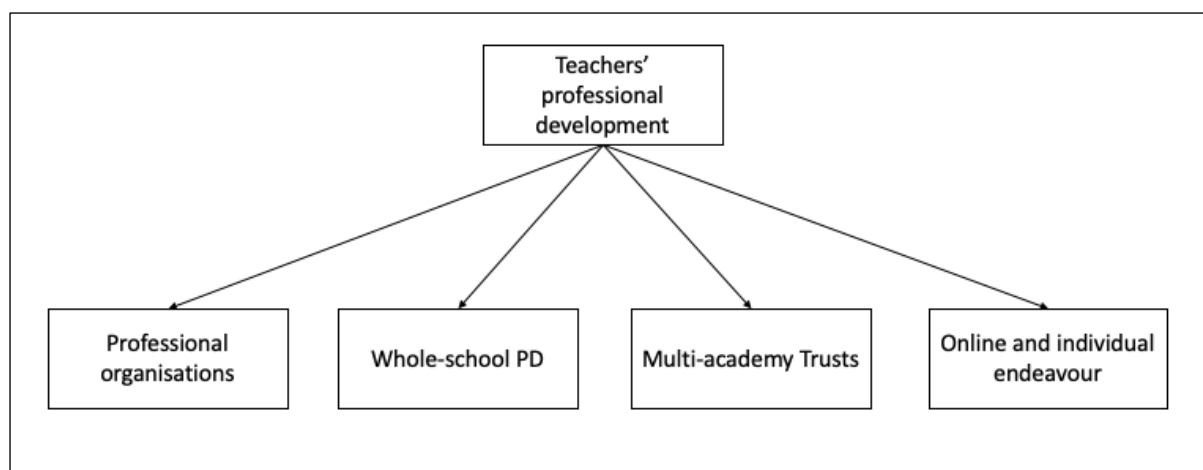 Teachers’
professional
development
Professional
organisations
Whole-school PD
Multi-academy Trusts
Online and individual
endeavour